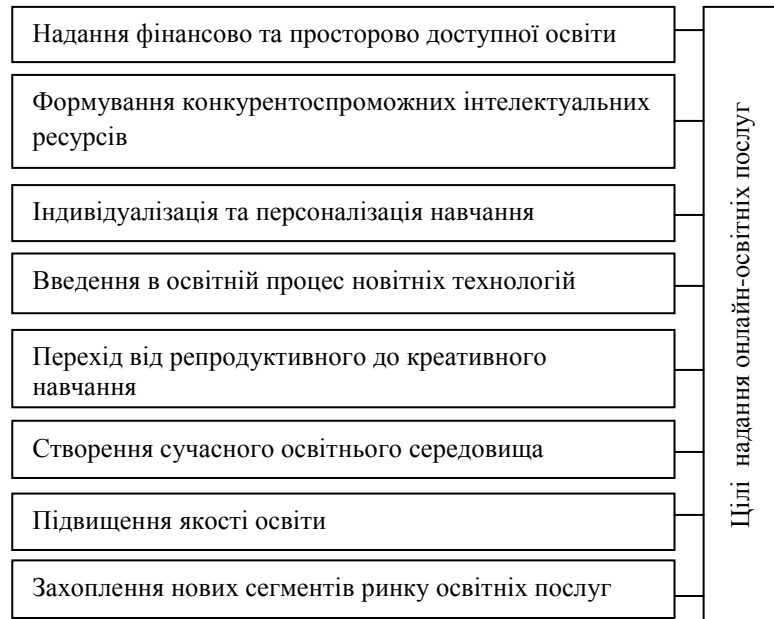 Надання фінансово та просторово доступної освіти
Формування конкурентоспроможних інтелектуальних
ресурсів
Індивідуалізація та персоналізація навчання
Введення в освітній процес новітніх технологій
Перехід від репродуктивного до креативного
навчання
Створення сучасного освітнього середовища
Підвищення якості освіти
Захоплення нових сегментів ринку освітніх послуг
Цілі надання онлайн-освітніх послуг